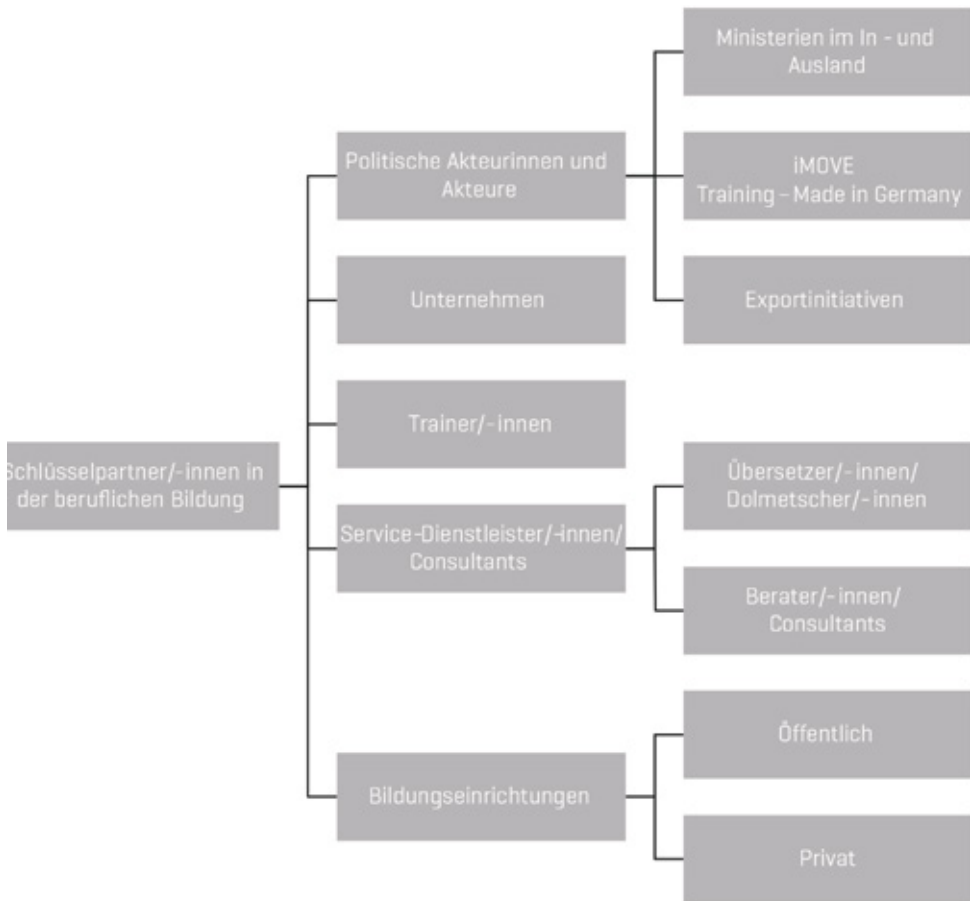 Ministerien im In - und
Ausland
Politische Akteurinnen und
Akteure
iMOVE
Training – Made in Germany
Unternehmen
Exportinitiativen
Trainer/-innen
Schlüsselpartner/-innen in
der beruflichen Bildung
Übersetzer/-innen/
Dolmetscher/-innen
Service-Dienstleister/-innen/
Consultants
Berater/-innen/
Consultants
Öffentlich
Bildungseinrichtungen
Privat